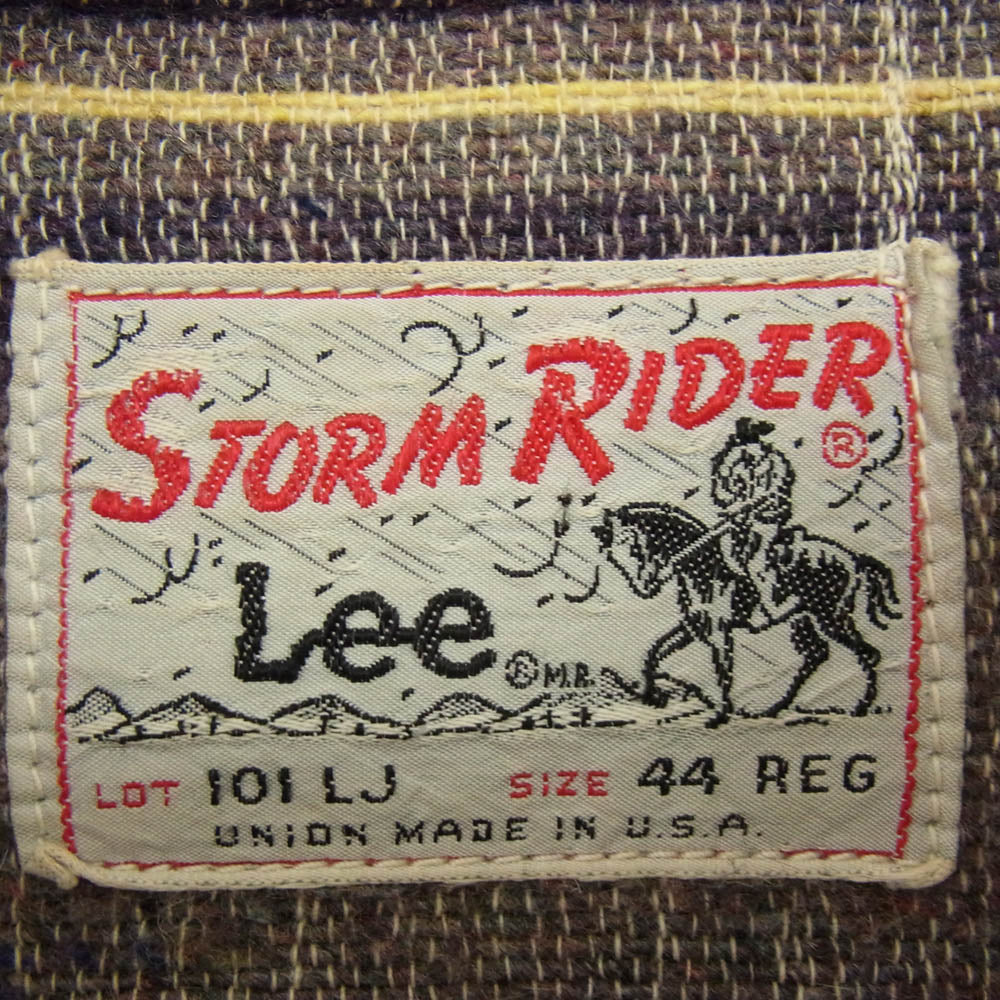 STORM RIDER ®
Lee ® M.R.
LOT 101 LJ SIZE 44 REG
UNION MADE IN U.S.A.